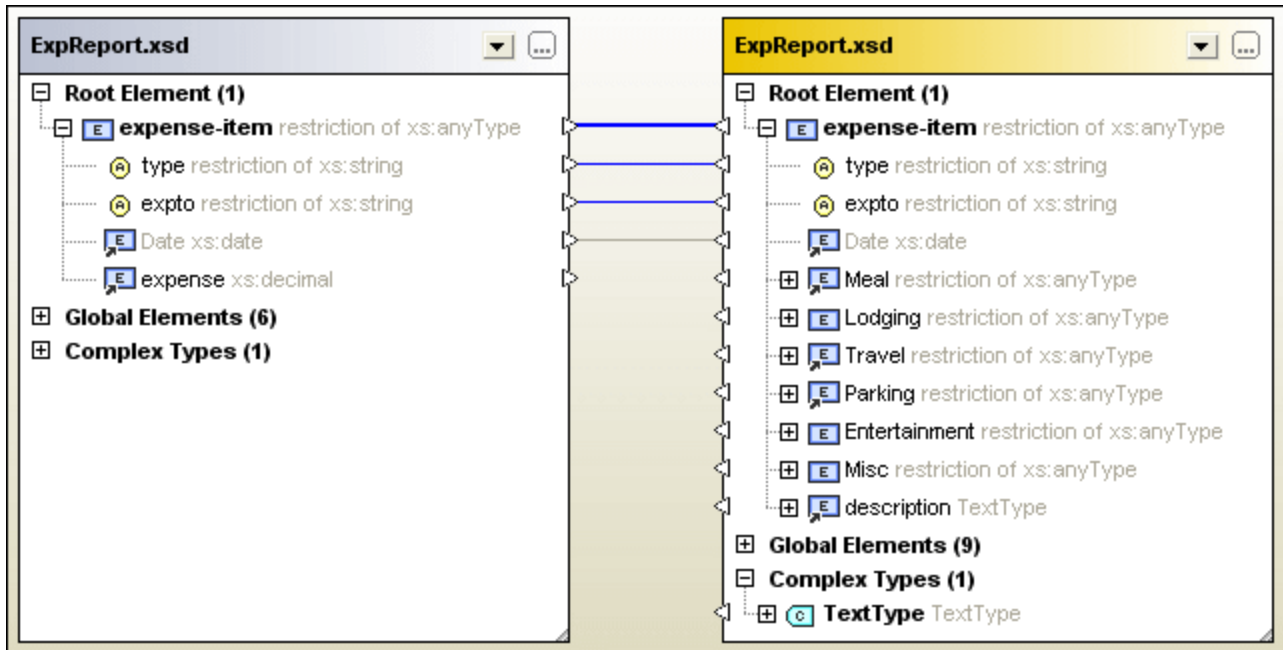 ExpReport.xsd
Root Element (1)
E expense-item restriction of xs:anyType
A type restriction of xs:string
A expto restriction of xs:string
E Date xs:date
E expense xs:decimal
Global Elements (6)
Complex Types (1)
ExpReport.xsd
Root Element (1)
E expense-item restriction of xs:anyType
A type restriction of xs:string
A expto restriction of xs:string
E Date xs:date
E Meal restriction of xs:anyType
E Lodging restriction of xs:anyType
E Travel restriction of xs:anyType
E Parking restriction of xs:anyType
E Entertainment restriction of xs:anyType
E Misc restriction of xs:anyType
E description TextType
Global Elements (9)
Complex Types (1)
C TextType TextType